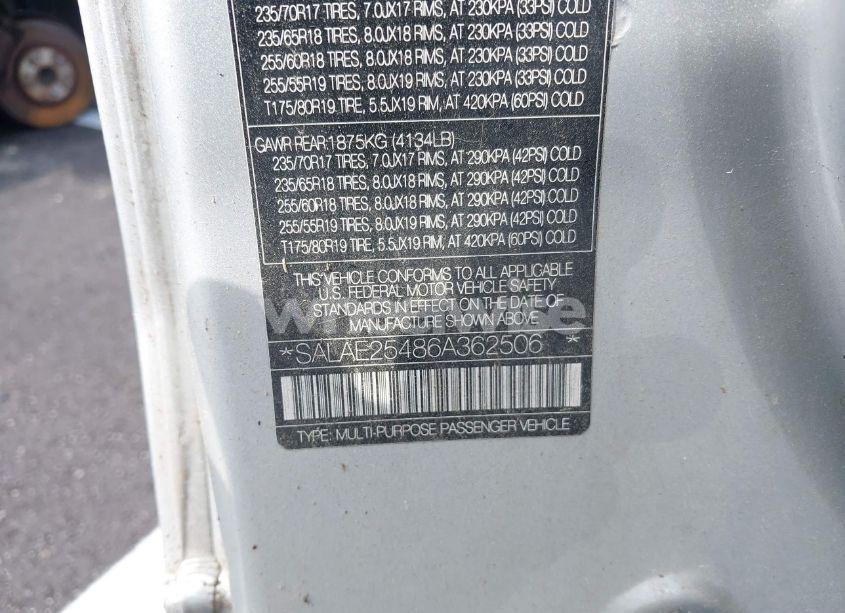 235/70R17 TIRES, 7.0JX17 RIMS, AT 230KPA (33PSI) COLD
235/65R18 TIRES, 8.0JX18 RIMS, AT 230KPA (33PSI) COLD
255/60R18 TIRES, 8.0JX18 RIMS, AT 230KPA (33PSI) COLD
255/55R19 TIRES, 8.0JX19 RIMS, AT 230KPA (33PSI) COLD
T175/80R19 TIRE, 5.5JX19 RIM, AT 420KPA (60PSI) COLD
GAWR REAR 1875KG (4134LB)
235/70R17 TIRES, 7.0JX17 RIMS, AT 290KPA (42PSI) COLD
235/65R18 TIRES, 8.0JX18 RIMS, AT 290KPA (42PSI) COLD
255/60R18 TIRES, 8.0JX18 RIMS, AT 290KPA (42PSI) COLD
255/55R19 TIRES, 8.0JX19 RIMS, AT 290KPA (42PSI) COLD
T175/80R19 TIRE, 5.5JX19 RIM, AT 420KPA (60PSI) COLD
THIS VEHICLE CONFORMS TO ALL APPLICABLE
U.S. FEDERAL MOTOR VEHICLE SAFETY
STANDARDS IN EFFECT ON THE DATE OF
MANUFACTURE SHOWN ABOVE
*SALAE25486A362506 *
TYPE: MULTI-PURPOSE PASSENGER VEHICLE